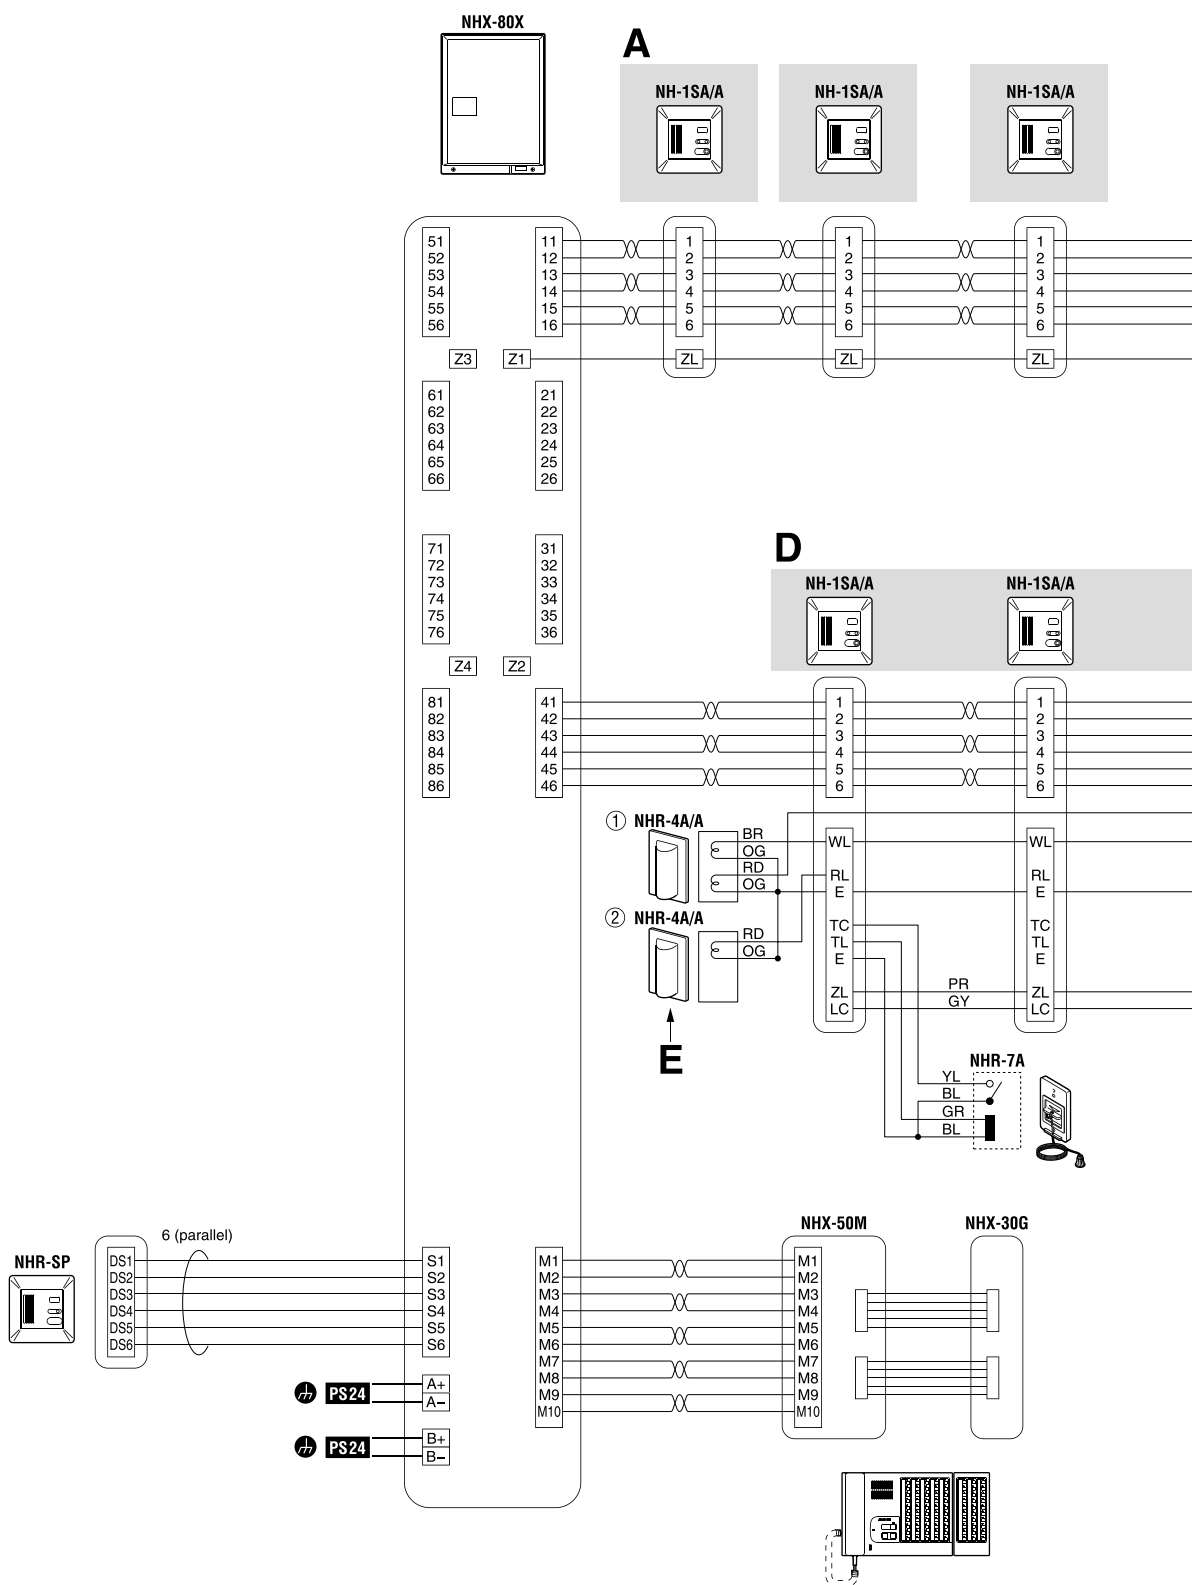 NHX-80X
A
NH-1SA/A NH-1SA/A NH-1SA/A
51 11 1 1 1
52 12 2 2 2
53 13 3 3 3
54 14 4 4 4
55 15 5 5 5
56 16 6 6 6
Z3 Z1 ZL ZL ZL
61 21
62 22
63 23
64 24
65 25
66 26
71 31
72 32
73 33
74 34
75 35
76 36
Z4 Z2
D
NH-1SA/A NH-1SA/A
81 41 1 1
82 42 2 2
83 43 3 3
84 44 4 4
85 45 5 5
86 46 6 6
① NHR-4A/A
BR WL WL
OG
RD RL RL
OG E E
② NHR-4A/A
TC TC
RD TL TL
OG E E
PR ZL ZL
GY LC LC
E
NHR-7A
YL
BL
GR
BL
NHX-50M NHX-30G
6 (parallel)
NHR-SP
DS1 S1 M1 M1
DS2 S2 M2 M2
DS3 S3 M3 M3
DS4 S4 M4 M4
DS5 S5 M5 M5
DS6 S6 M6 M6
M7 M7
PS24 A+ M8 M8
A− M9 M9
M10 M10
PS24 B+
B−